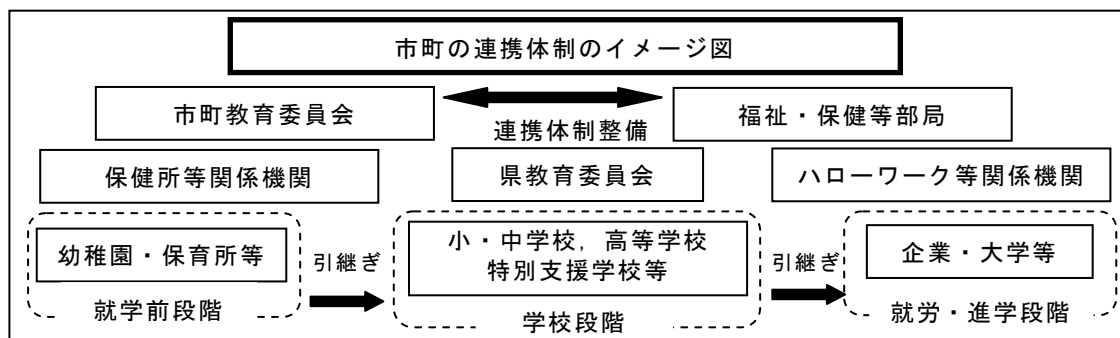 市町の連携体制のイメージ図
市町教育委員会
連携体制整備
福祉・保健等部局
保健所等関係機関
県教育委員会
ハローワーク等関係機関
幼稚園・保育所等
就学前段階
引継ぎ
小・中学校，高等学校
特別支援学校等
学校段階
引継ぎ
企業・大学等
就労・進学段階